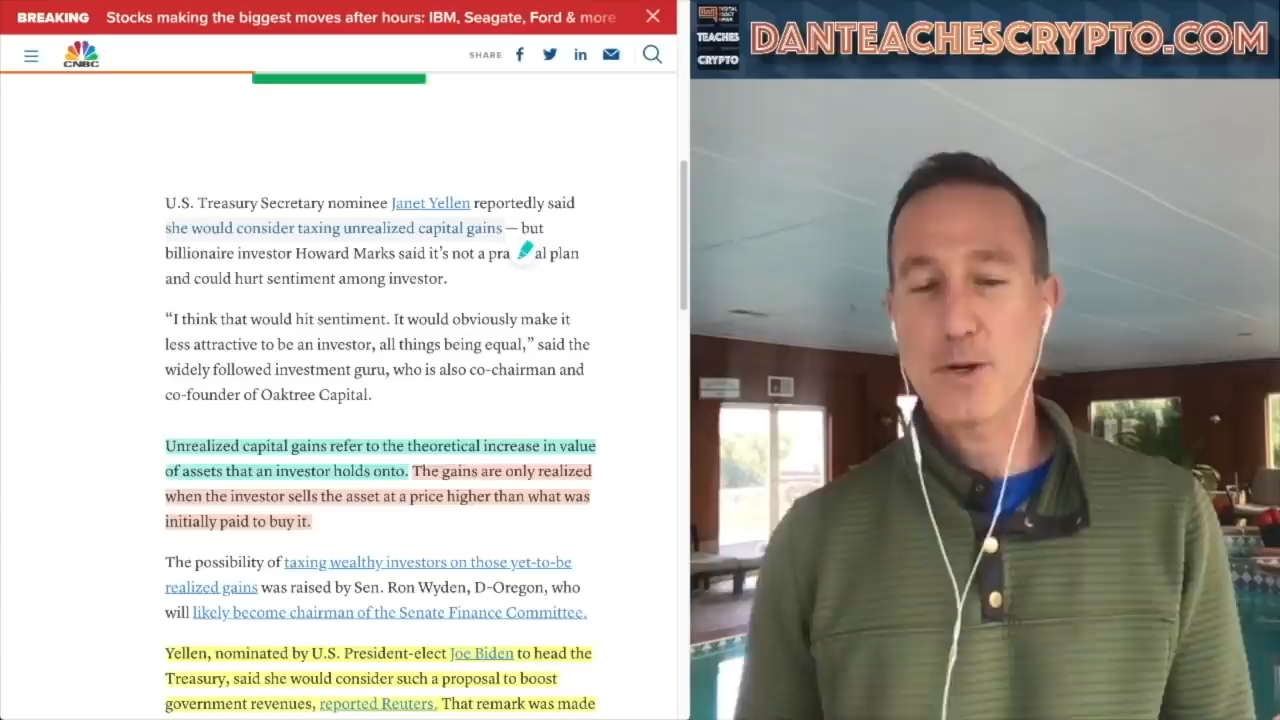 BREAKING Stocks making the biggest moves after hours: IBM, Seagate, Ford & more
CNBC
SHARE
U.S. Treasury Secretary nominee Janet Yellen reportedly said
she would consider taxing unrealized capital gains — but
billionaire investor Howard Marks said it’s not a pra al plan
and could hurt sentiment among investor.
“I think that would hit sentiment. It would obviously make it
less attractive to be an investor, all things being equal,” said the
widely followed investment guru, who is also co-chairman and
co-founder of Oaktree Capital.
Unrealized capital gains refer to the theoretical increase in value
of assets that an investor holds onto. The gains are only realized
when the investor sells the asset at a price higher than what was
initially paid to buy it.
The possibility of taxing wealthy investors on those yet-to-be
realized gains was raised by Sen. Ron Wyden, D-Oregon, who
will likely become chairman of the Senate Finance Committee.
Yellen, nominated by U.S. President-elect Joe Biden to head the
Treasury, said she would consider such a proposal to boost
government revenues, reported Reuters. That remark was made
TEACHES
CRYPTO
DANTEACHESCRYPTO.COM